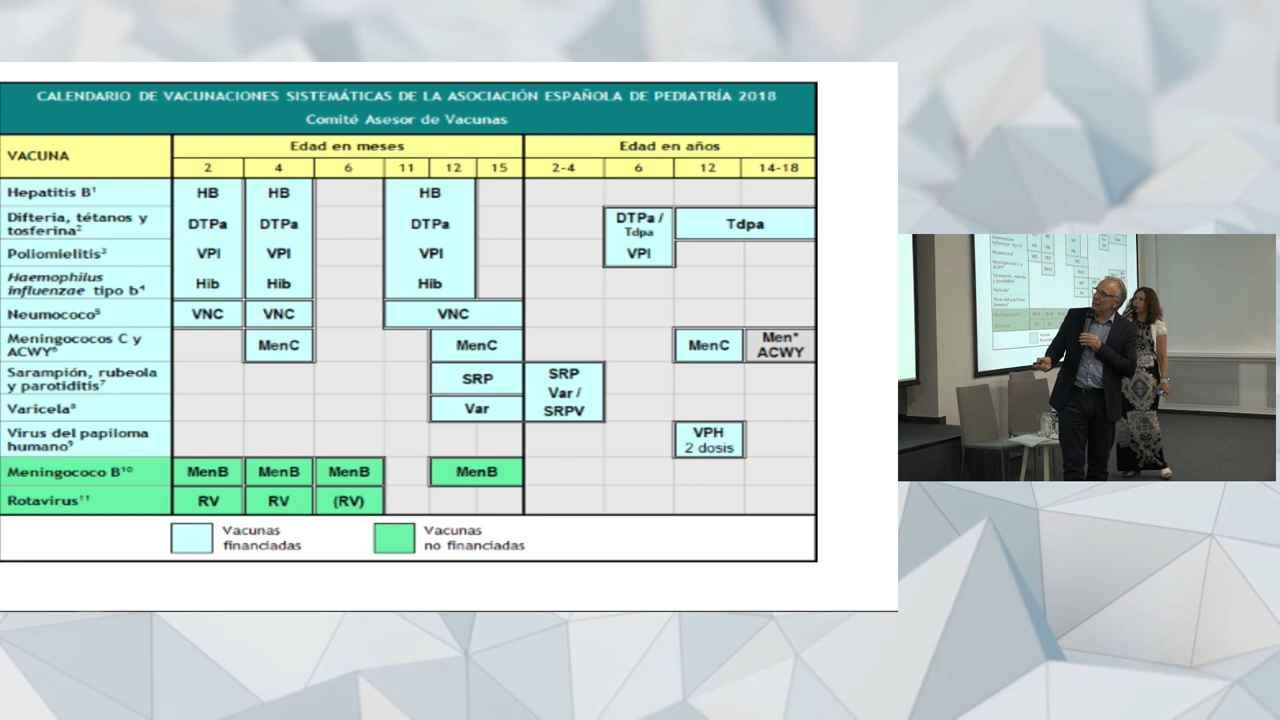 CALENDARIO DE VACUNACIONES SISTEMÁTICAS DE LA ASOCIACIÓN ESPAÑOLA DE PEDIATRÍA 2018
Comité Asesor de Vacunas
VACUNA
Edad en meses
Edad en años
2 4 6 11 12 15 2-4 6 12 14-18
Hepatitis B¹ HB HB HB
Difteria, tétanos y
tosferina² DTPa DTPa DTPa DTPa /
Tdpa Tdpa
Poliomielitis³ VPI VPI VPI VPI
Haemophilus
influenzae tipo b⁴ Hib Hib Hib
Neumococo⁵ VNC VNC VNC
Meningococos C y
ACWY⁶ MenC MenC MenC Men*
ACWY
Sarampión, rubeola
y parotiditis⁷ SRP SRP
Varicela⁸ Var Var /
SRPV
Virus del papiloma
humano⁹ VPH
2 dosis
Meningococo B¹⁰ MenB MenB MenB MenB
Rotavirus¹¹ RV RV (RV)
Vacunas
financiadas
Vacunas
no financiadas